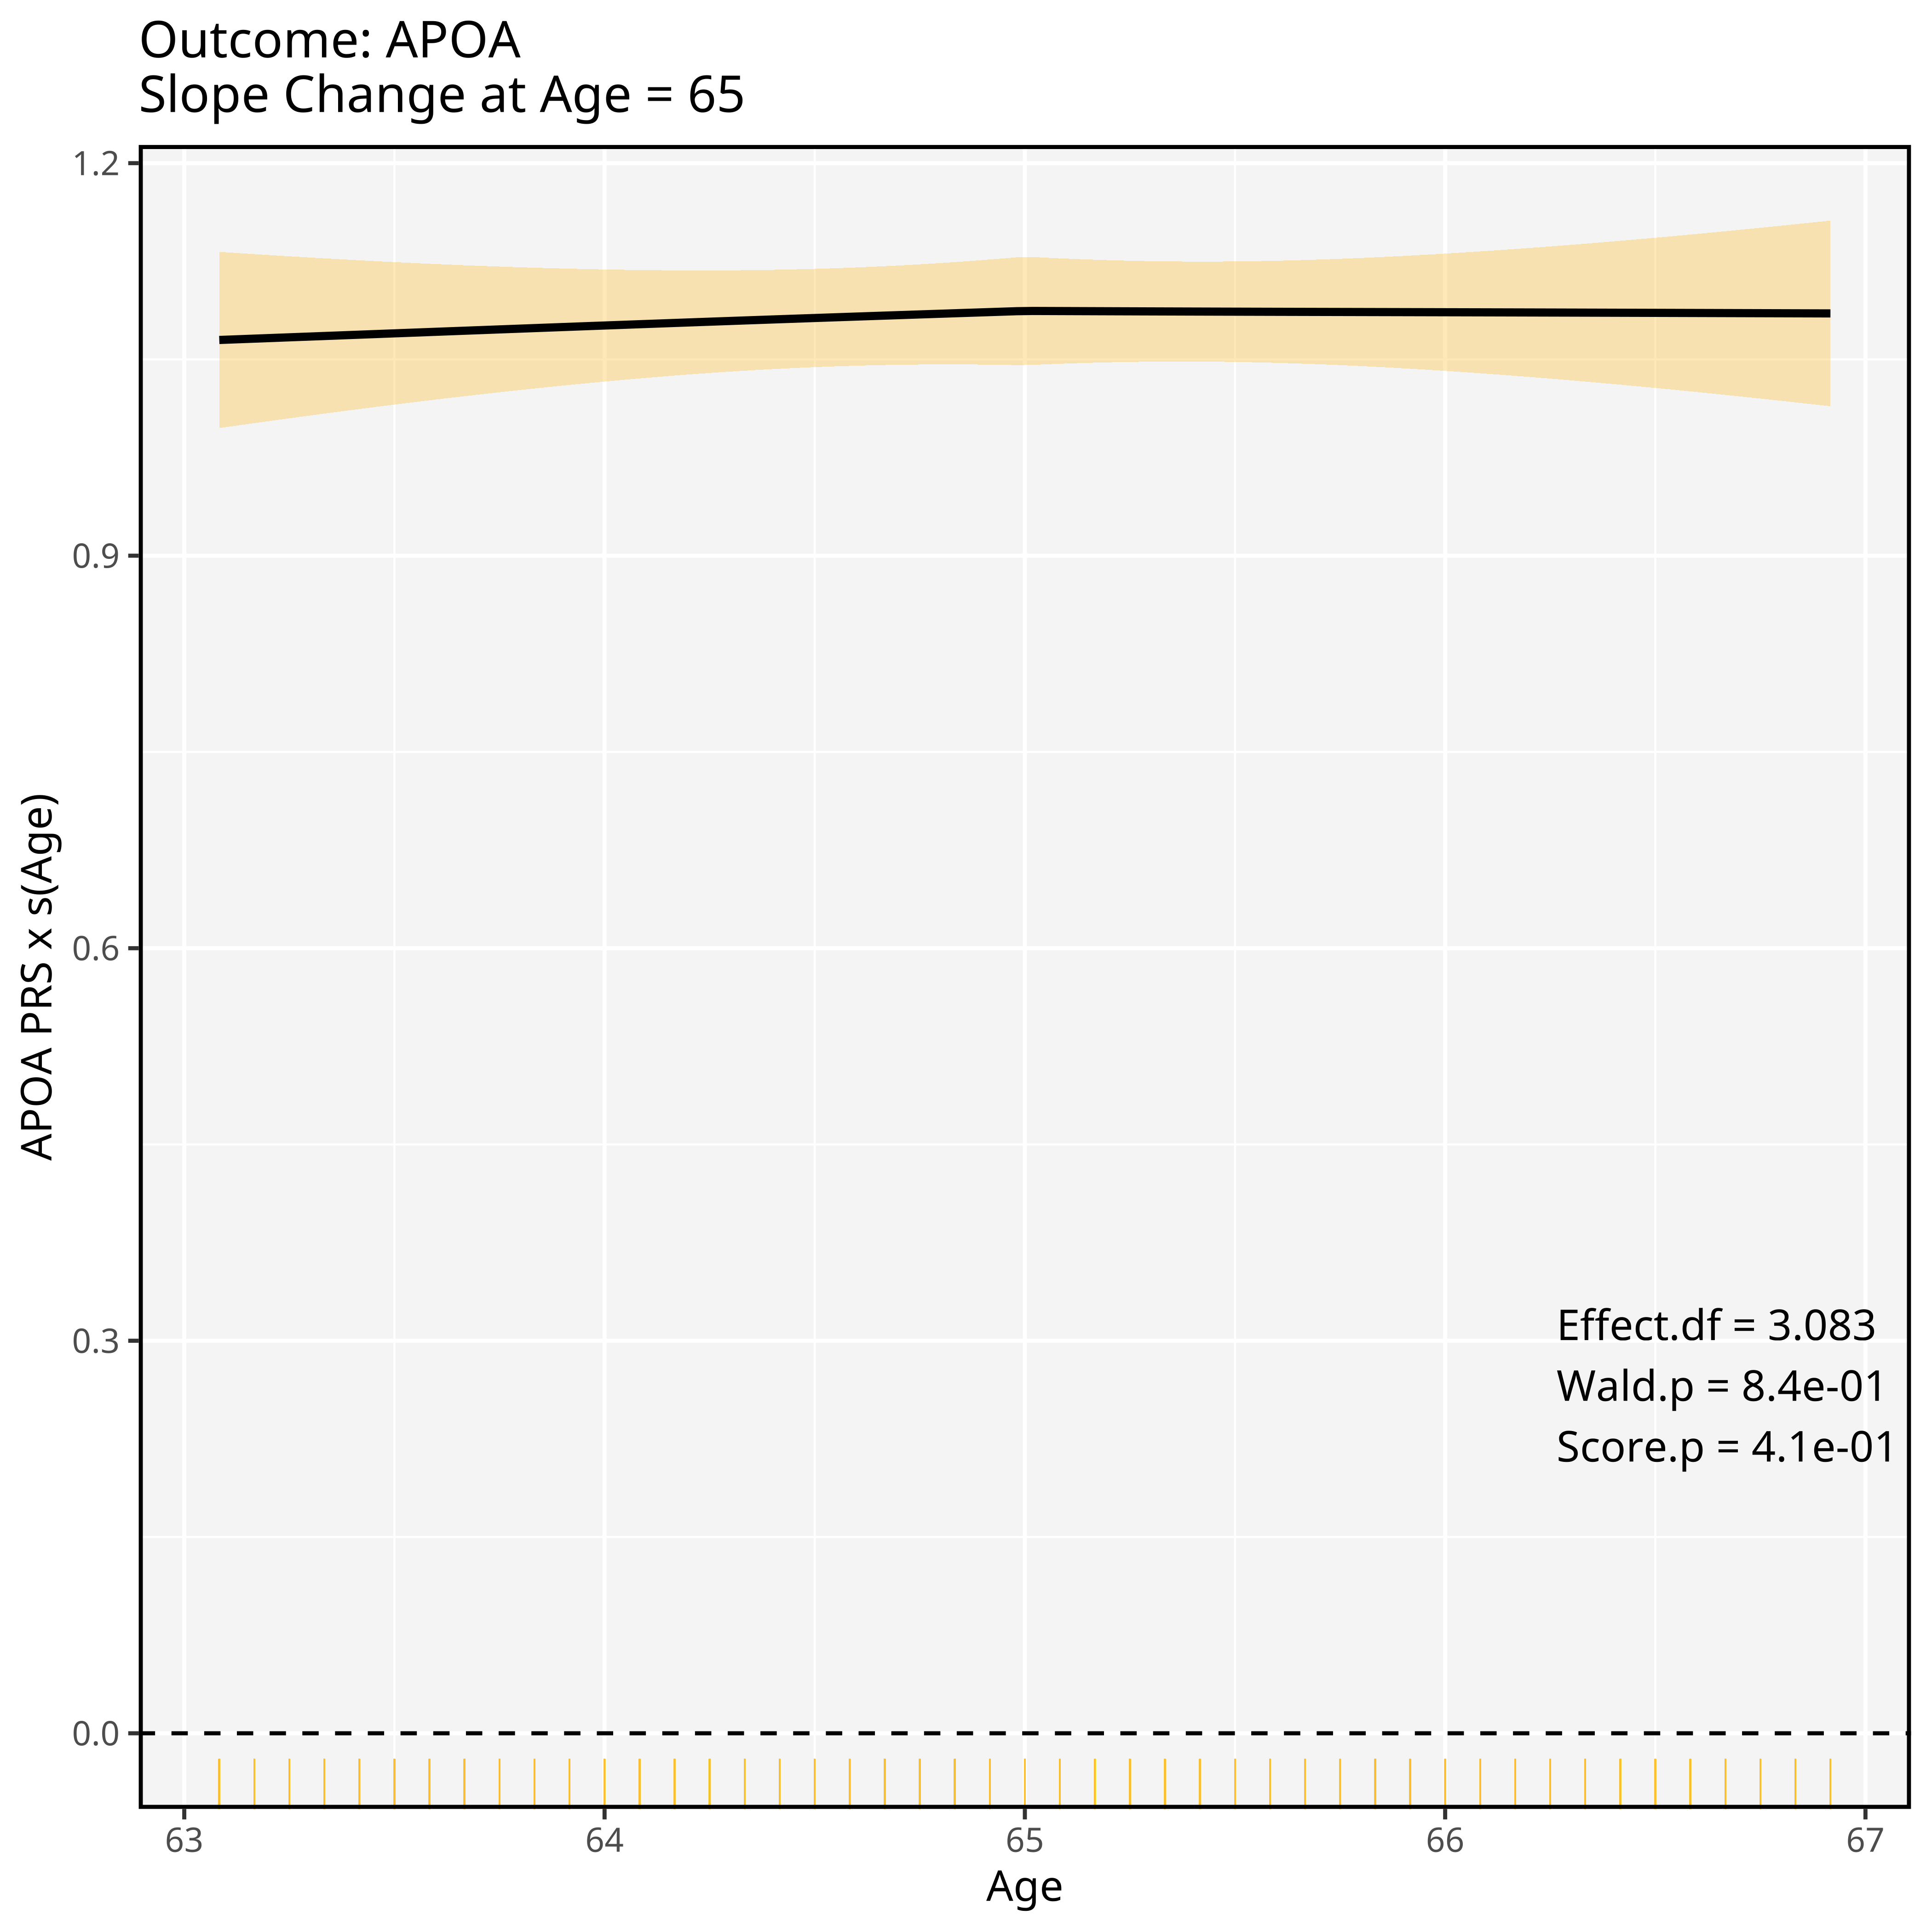 Outcome: APOA
Slope Change at Age = 65
1.2
0.9
0.6
0.3
0.0
APOA PRS x s(Age)
Effect.df = 3.083
Wald.p = 8.4e-01
Score.p = 4.1e-01
63 64 65 66 67
Age